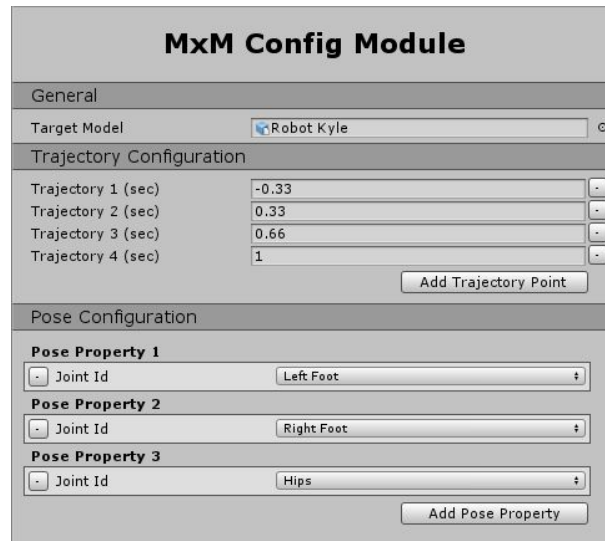 MxM Config Module
General
Target Model Robot Kyle
Trajectory Configuration
Trajectory 1 (sec) -0.33 -
Trajectory 2 (sec) 0.33 -
Trajectory 3 (sec) 0.66 -
Trajectory 4 (sec) 1 -
Add Trajectory Point
Pose Configuration
Pose Property 1
- Joint Id Left Foot
Pose Property 2
- Joint Id Right Foot
Pose Property 3
- Joint Id Hips
Add Pose Property